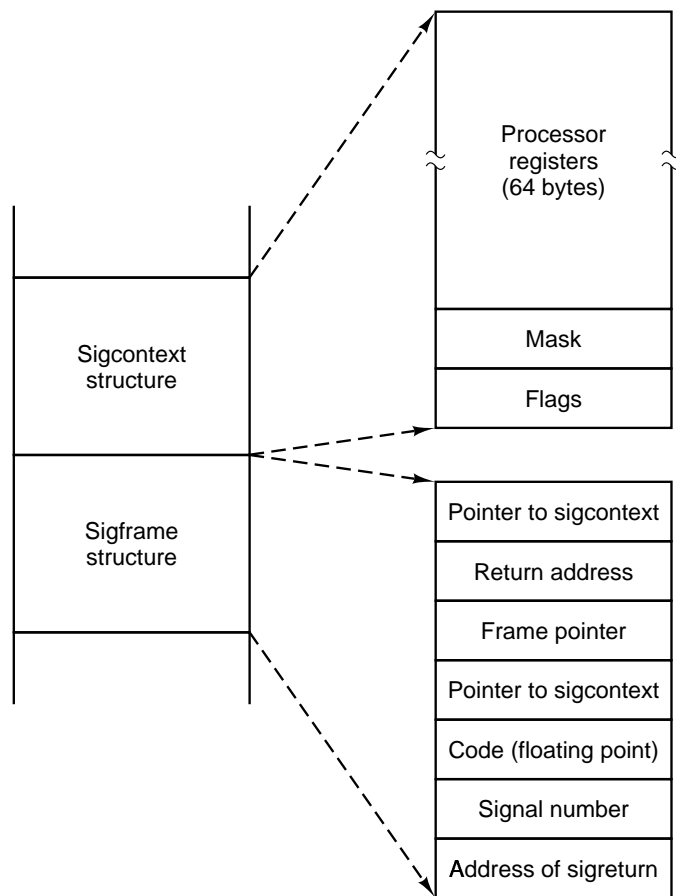 Processor
registers
(64 bytes)
Mask
Flags
Sigcontext
structure
Sigframe
structure
Pointer to sigcontext
Return address
Frame pointer
Pointer to sigcontext
Code (floating point)
Signal number
Address of sigreturn